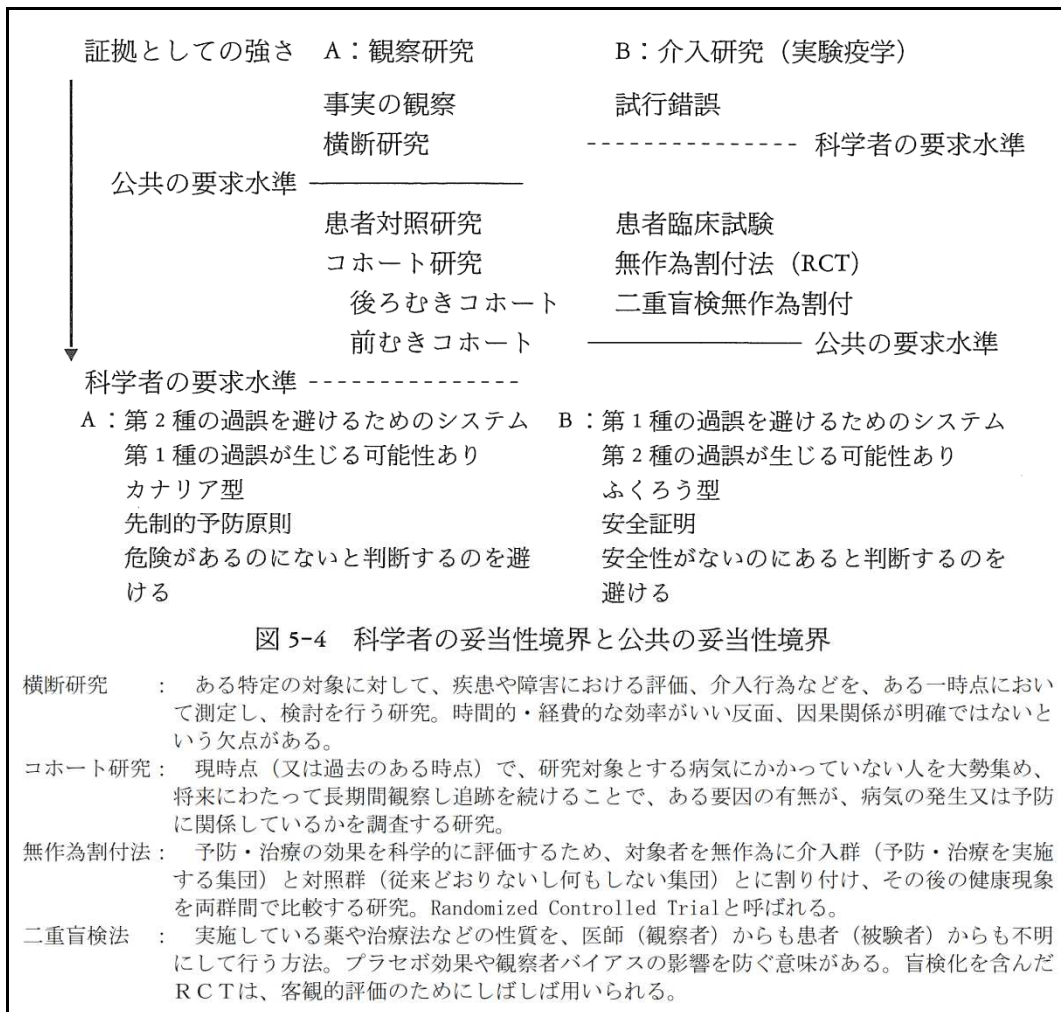 証拠としての強さ A：観察研究 B：介入研究（実験疫学）
事実の観察 試行錯誤
横断研究 --------------- 科学者の要求水準
公共の要求水準
患者対照研究 患者臨床試験
コホート研究 無作為割付法（RCT）
後ろむきコホート 二重盲検無作為割付
前むきコホート 公共の要求水準
科学者の要求水準 ---------------
A：第2種の過誤を避けるためのシステム B：第1種の過誤を避けるためのシステム
第1種の過誤が生じる可能性あり 第2種の過誤が生じる可能性あり
カナリア型 ふくろう型
先制的予防原則 安全証明
危険があるのにないと判断するのを避 安全性がないのにあると判断するのを
ける 避ける
図5-4 科学者の妥当性境界と公共の妥当性境界
横断研究 ： ある特定の対象に対して、疾患や障害における評価、介入行為などを、ある一時点におい
て測定し、検討を行う研究。時間的・経費的な効率がいい反面、因果関係が明確ではないと
いう欠点がある。
コホート研究： 現時点（又は過去のある時点）で、研究対象とする病気にかかっていない人を大勢集め、
将来にわたって長期間観察し追跡を続けることで、ある要因の有無が、病気の発生又は予防
に関係しているかを調査する研究。
無作為割付法： 予防・治療の効果を科学的に評価するため、対象者を無作為に介入群（予防・治療を実施
する集団）と対照群（従来どおりないし何もしない集団）とに割り付け、その後の健康現象
を両群間で比較する研究。Randomized Controlled Trialと呼ばれる。
二重盲検法 ： 実施している薬や治療法などの性質を、医師（観察者）からも患者（被験者）からも不明
にして行う方法。プラセボ効果や観察者バイアスの影響を防ぐ意味がある。盲検化を含んだ
ＲＣＴは、客観的評価のためにしばしば用いられる。